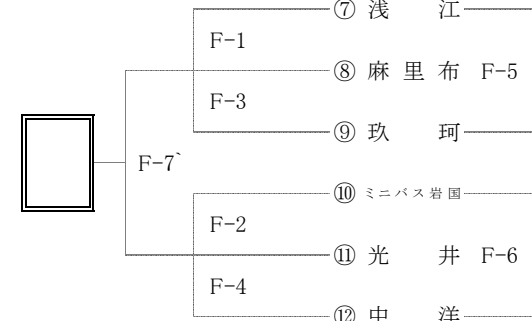 ⑦ 浅 江
F-1
⑧ 麻 里 布 F-5
F-3
⑨ 玖 珂
F-7`
⑩ ミニバス岩国
F-2
⑪ 光 井 F-6
F-4
⑫ 中 洋